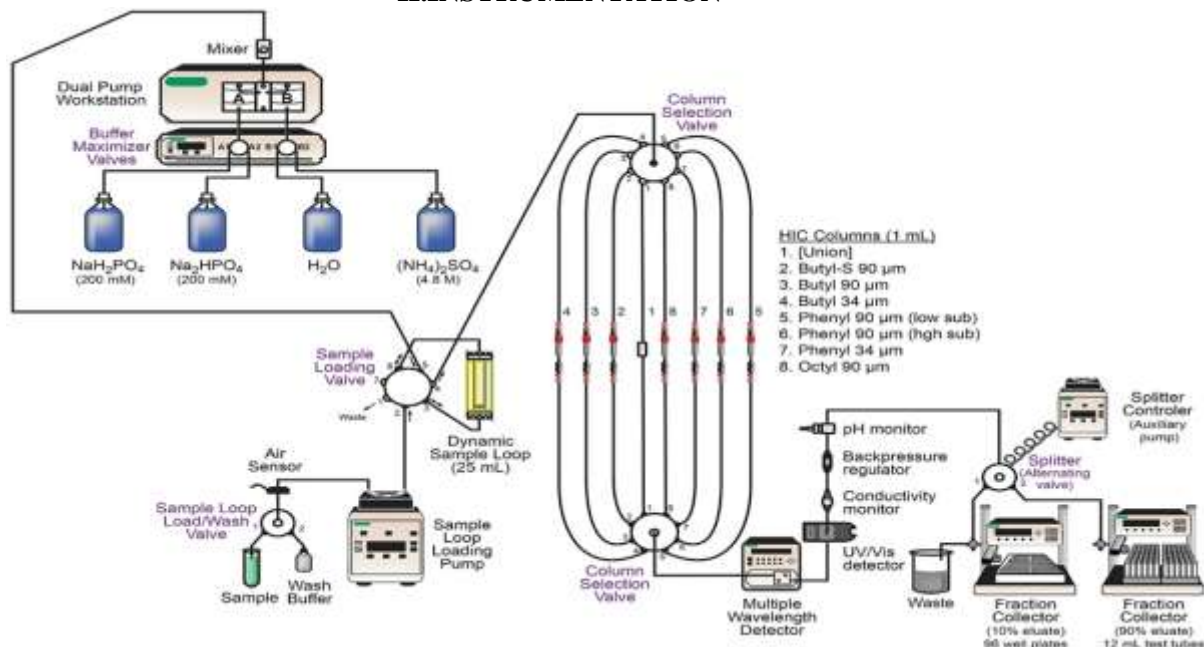 Mixer
Dual Pump
Workstation
A
B
Buffer
Maximizer
Valves
NaH₂PO₄
(200 mM)
Na₂HPO₄
(200 mM)
H₂O
(NH₄)₂SO₄
(4.8 M)
Sample
Loading
Valve
Waste
Dynamic
Sample Loop
(25 mL)
Air
Sensor
Sample Loop
Load/Wash
Valve
1
2
Sample
Wash
Buffer
Sample
Loop
Loading
Pump
Column
Selection
Valve
4
3
2
1
8
7
6
5
Column
Selection
Valve
HIC Columns (1 mL)
1. [Union]
2. Butyl-S 90 µm
3. Butyl 90 µm
4. Butyl 34 µm
5. Phenyl 90 µm (low sub)
6. Phenyl 90 µm (hgh sub)
7. Phenyl 34 µm
8. Octyl 90 µm
Multiple
Wavelength
Detector
pH monitor
Backpressure
regulator
Conductivity
monitor
UV/Vis
detector
Splitter
Controler
(Auxiliary
pump)
Splitter
(Alternating
valve)
1
2
Waste
Fraction
Collector
(10% eluate)
96 well plates
Fraction
Collector
(90% eluate)
12 mL test tubes